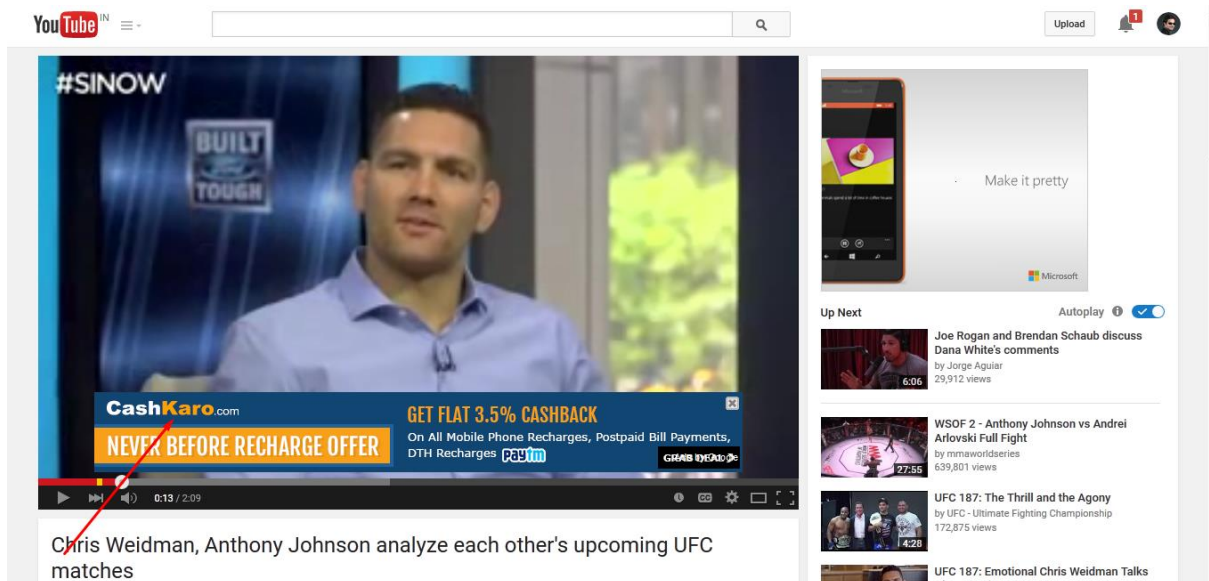 YouTube IN
Upload
1
#SINOW
BUILT
Ford
TOUGH
CashKaro.com
NEVER BEFORE RECHARGE OFFER
GET FLAT 3.5% CASHBACK
On All Mobile Phone Recharges, Postpaid Bill Payments,
DTH Recharges Paytm
GRAB DEAL
0:13 / 2:09
CC
Chris Weidman, Anthony Johnson analyze each other's upcoming UFC
matches
Make it pretty
Microsoft
Up Next
Autoplay
Joe Rogan and Brendan Schaub discuss
Dana White's comments
by Jorge Aguiar
29,912 views
6:06
WSOF 2 - Anthony Johnson vs Andrei
Arlovski Full Fight
by mmaworldseries
639,801 views
27:55
UFC 187: The Thrill and the Agony
by UFC - Ultimate Fighting Championship
172,875 views
4:28
UFC 187: Emotional Chris Weidman Talks